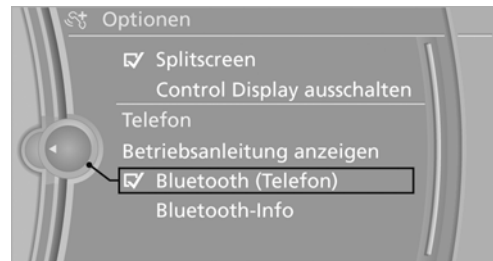 Optionen
Splitscreen
Control Display ausschalten
Telefon
Betriebsanleitung anzeigen
Bluetooth (Telefon)
Bluetooth-Info